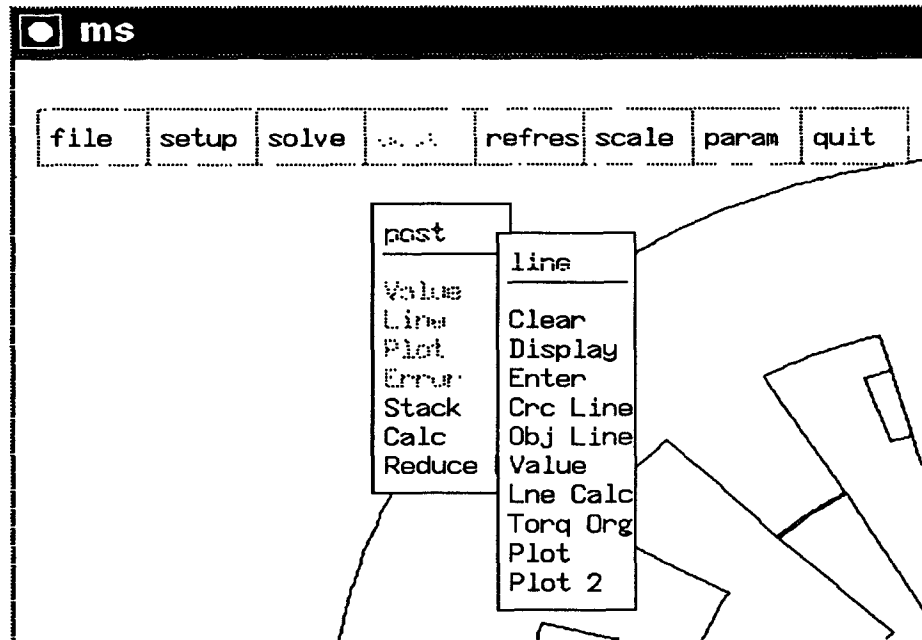 ms
file setup solve refres scale param quit
post
Value
Line
Plot
Error
Stack
Calc
Reduce
line
Clear
Display
Enter
Crc Line
Obj Line
Value
Lne Calc
Torq Org
Plot
Plot 2